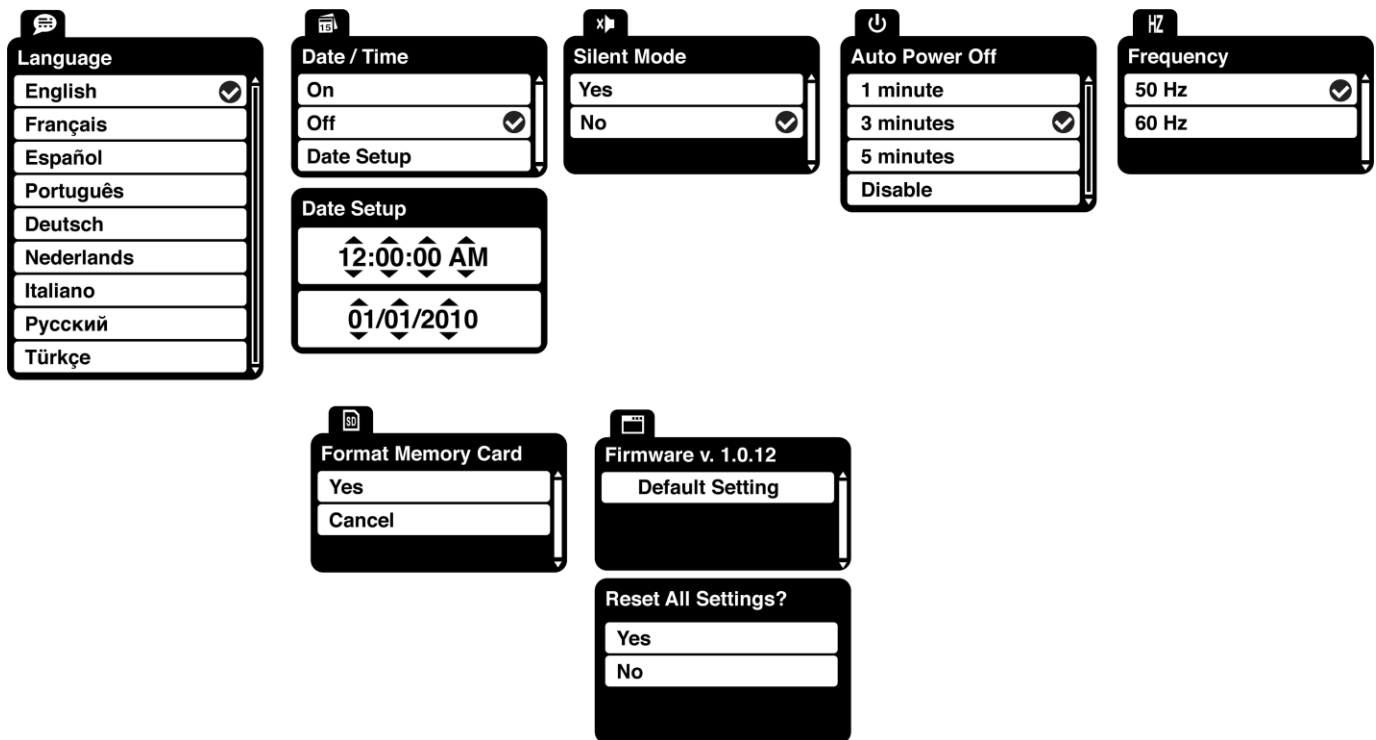 Language
English
Français
Español
Português
Deutsch
Nederlands
Italiano
Русский
Türkçe
15
Date / Time
On
Off
Date Setup
Date Setup
12:00:00 AM
01/01/2010
X
Silent Mode
Yes
No
Auto Power Off
1 minute
3 minutes
5 minutes
Disable
HZ
Frequency
50 Hz
60 Hz
SD
Format Memory Card
Yes
Cancel
Firmware v. 1.0.12
Default Setting
Reset All Settings?
Yes
No